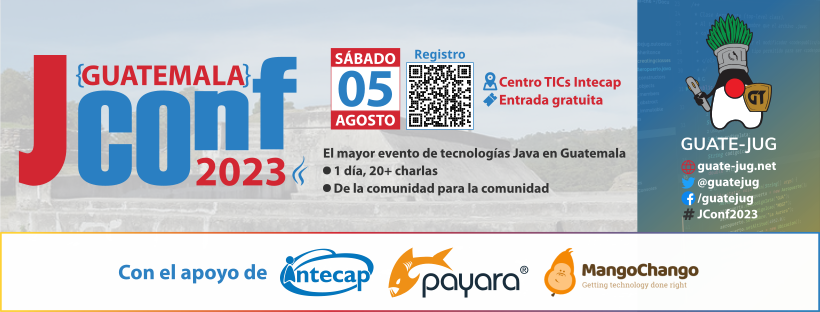 {GUATEMALA}
JConf
2023
SÁBADO
05
AGOSTO
Registro
Centro TICs Intecap
Entrada gratuita
El mayor evento de tecnologías Java en Guatemala
● 1 día, 20+ charlas
● De la comunidad para la comunidad
GT
GUATE-JUG
guate-jug.net
@guatejug
/guatejug
#JConf2023
Con el apoyo de
intecap
payara®
MangoChango
Getting technology done right